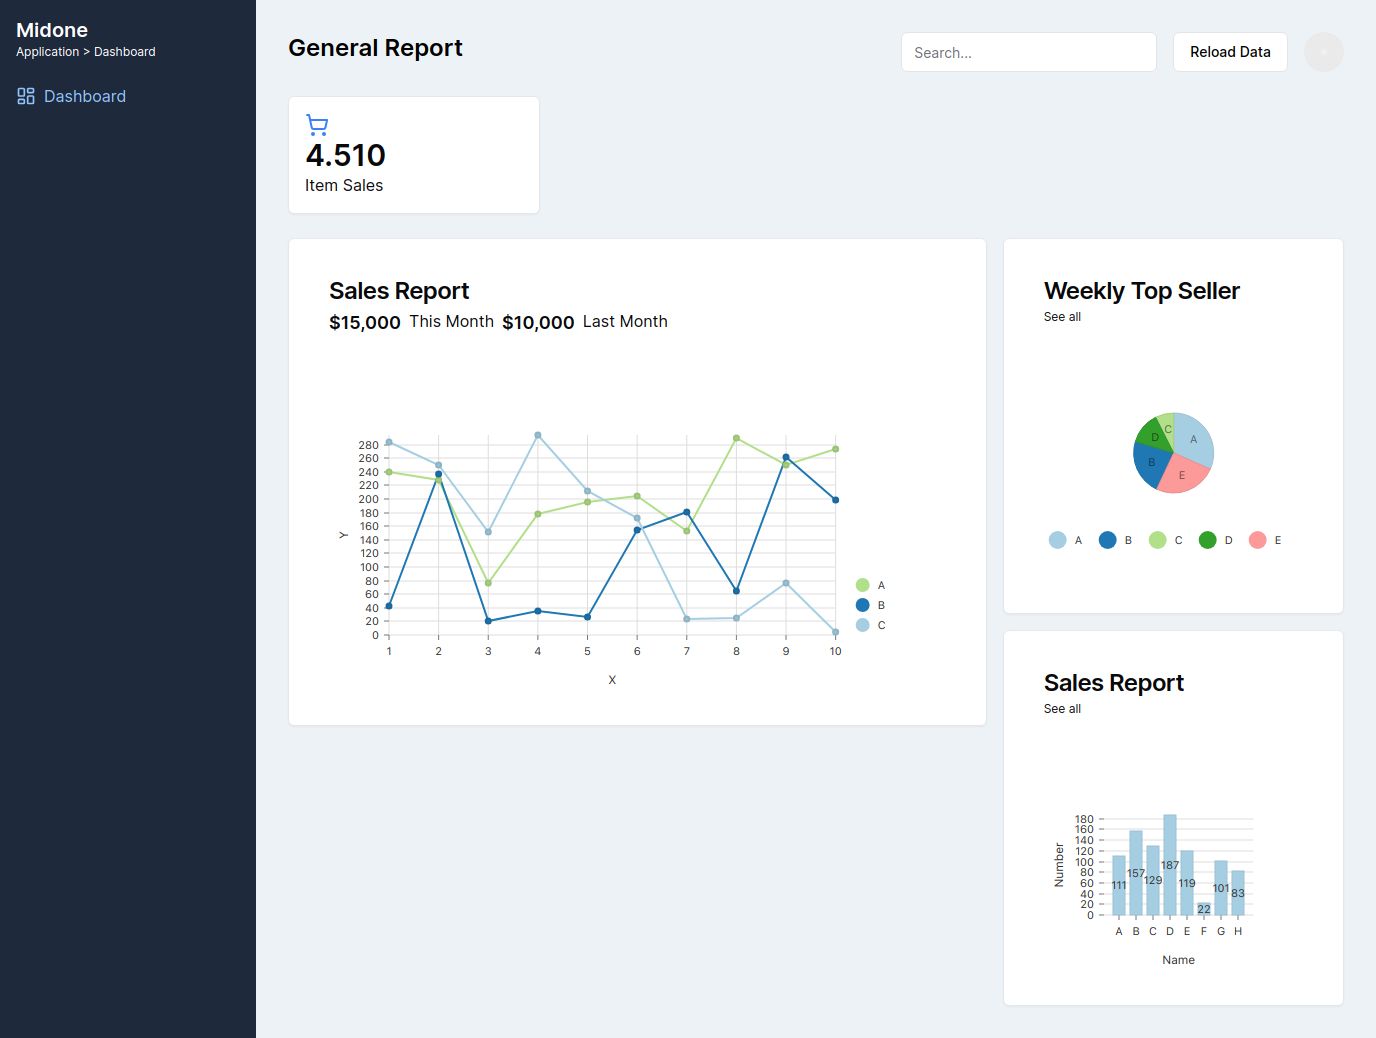 Midone
Application > Dashboard
Dashboard
General Report
Search...
Reload Data
4.510
Item Sales
Sales Report
$15,000 This Month $10,000 Last Month
280
260
240
220
200
180
160
140
120
100
80
60
40
20
0
Y
1 2 3 4 5 6 7 8 9 10
X
A
B
C
Weekly Top Seller
See all
C
A
D
B
E
A B C D E
Sales Report
See all
180
160
140
120
100
80
60
40
20
0
Number
111 157 129 187 119 22 101 83
A B C D E F G H
Name